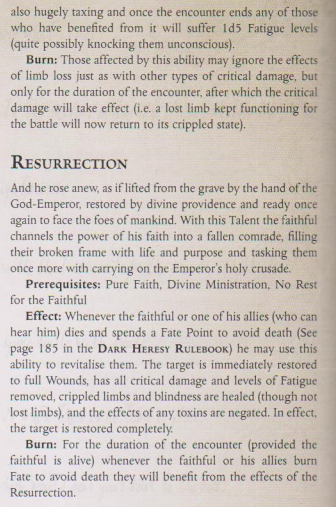 also hugely taxing and once the encounter ends any of those
who have benefited from it will suffer 1d5 Fatigue levels
(quite possibly knocking them unconscious).
Burn: Those affected by this ability may ignore the effects
of limb loss just as with other types of critical damage, but
only for the duration of the encounter, after which the critical
damage will take effect (i.e. a lost limb kept functioning for
the battle will now return to its crippled state).
RESURRECTION
And he rose anew, as if lifted from the grave by the hand of the
God-Emperor, restored by divine providence and ready once
again to face the foes of mankind. With this Talent the faithful
channels the power of his faith into a fallen comrade, filling
their broken frame with life and purpose and tasking them
once more with carrying on the Emperor's holy crusade.
Prerequisites: Pure Faith, Divine Ministration, No Rest
for the Faithful
Effect: Whenever the faithful or one of his allies (who can
hear him) dies and spends a Fate Point to avoid death (See
page 185 in the DARK HERESY RULEBOOK) he may use this
ability to revitalise them. The target is immediately restored
to full Wounds, has all critical damage and levels of Fatigue
removed, crippled limbs and blindness are healed (though not
lost limbs), and the effects of any toxins are negated. In effect,
the target is restored completely.
Burn: For the duration of the encounter (provided the
faithful is alive) whenever the faithful or his allies burn
Fate to avoid death they will benefit from the effects of the
Resurrection.